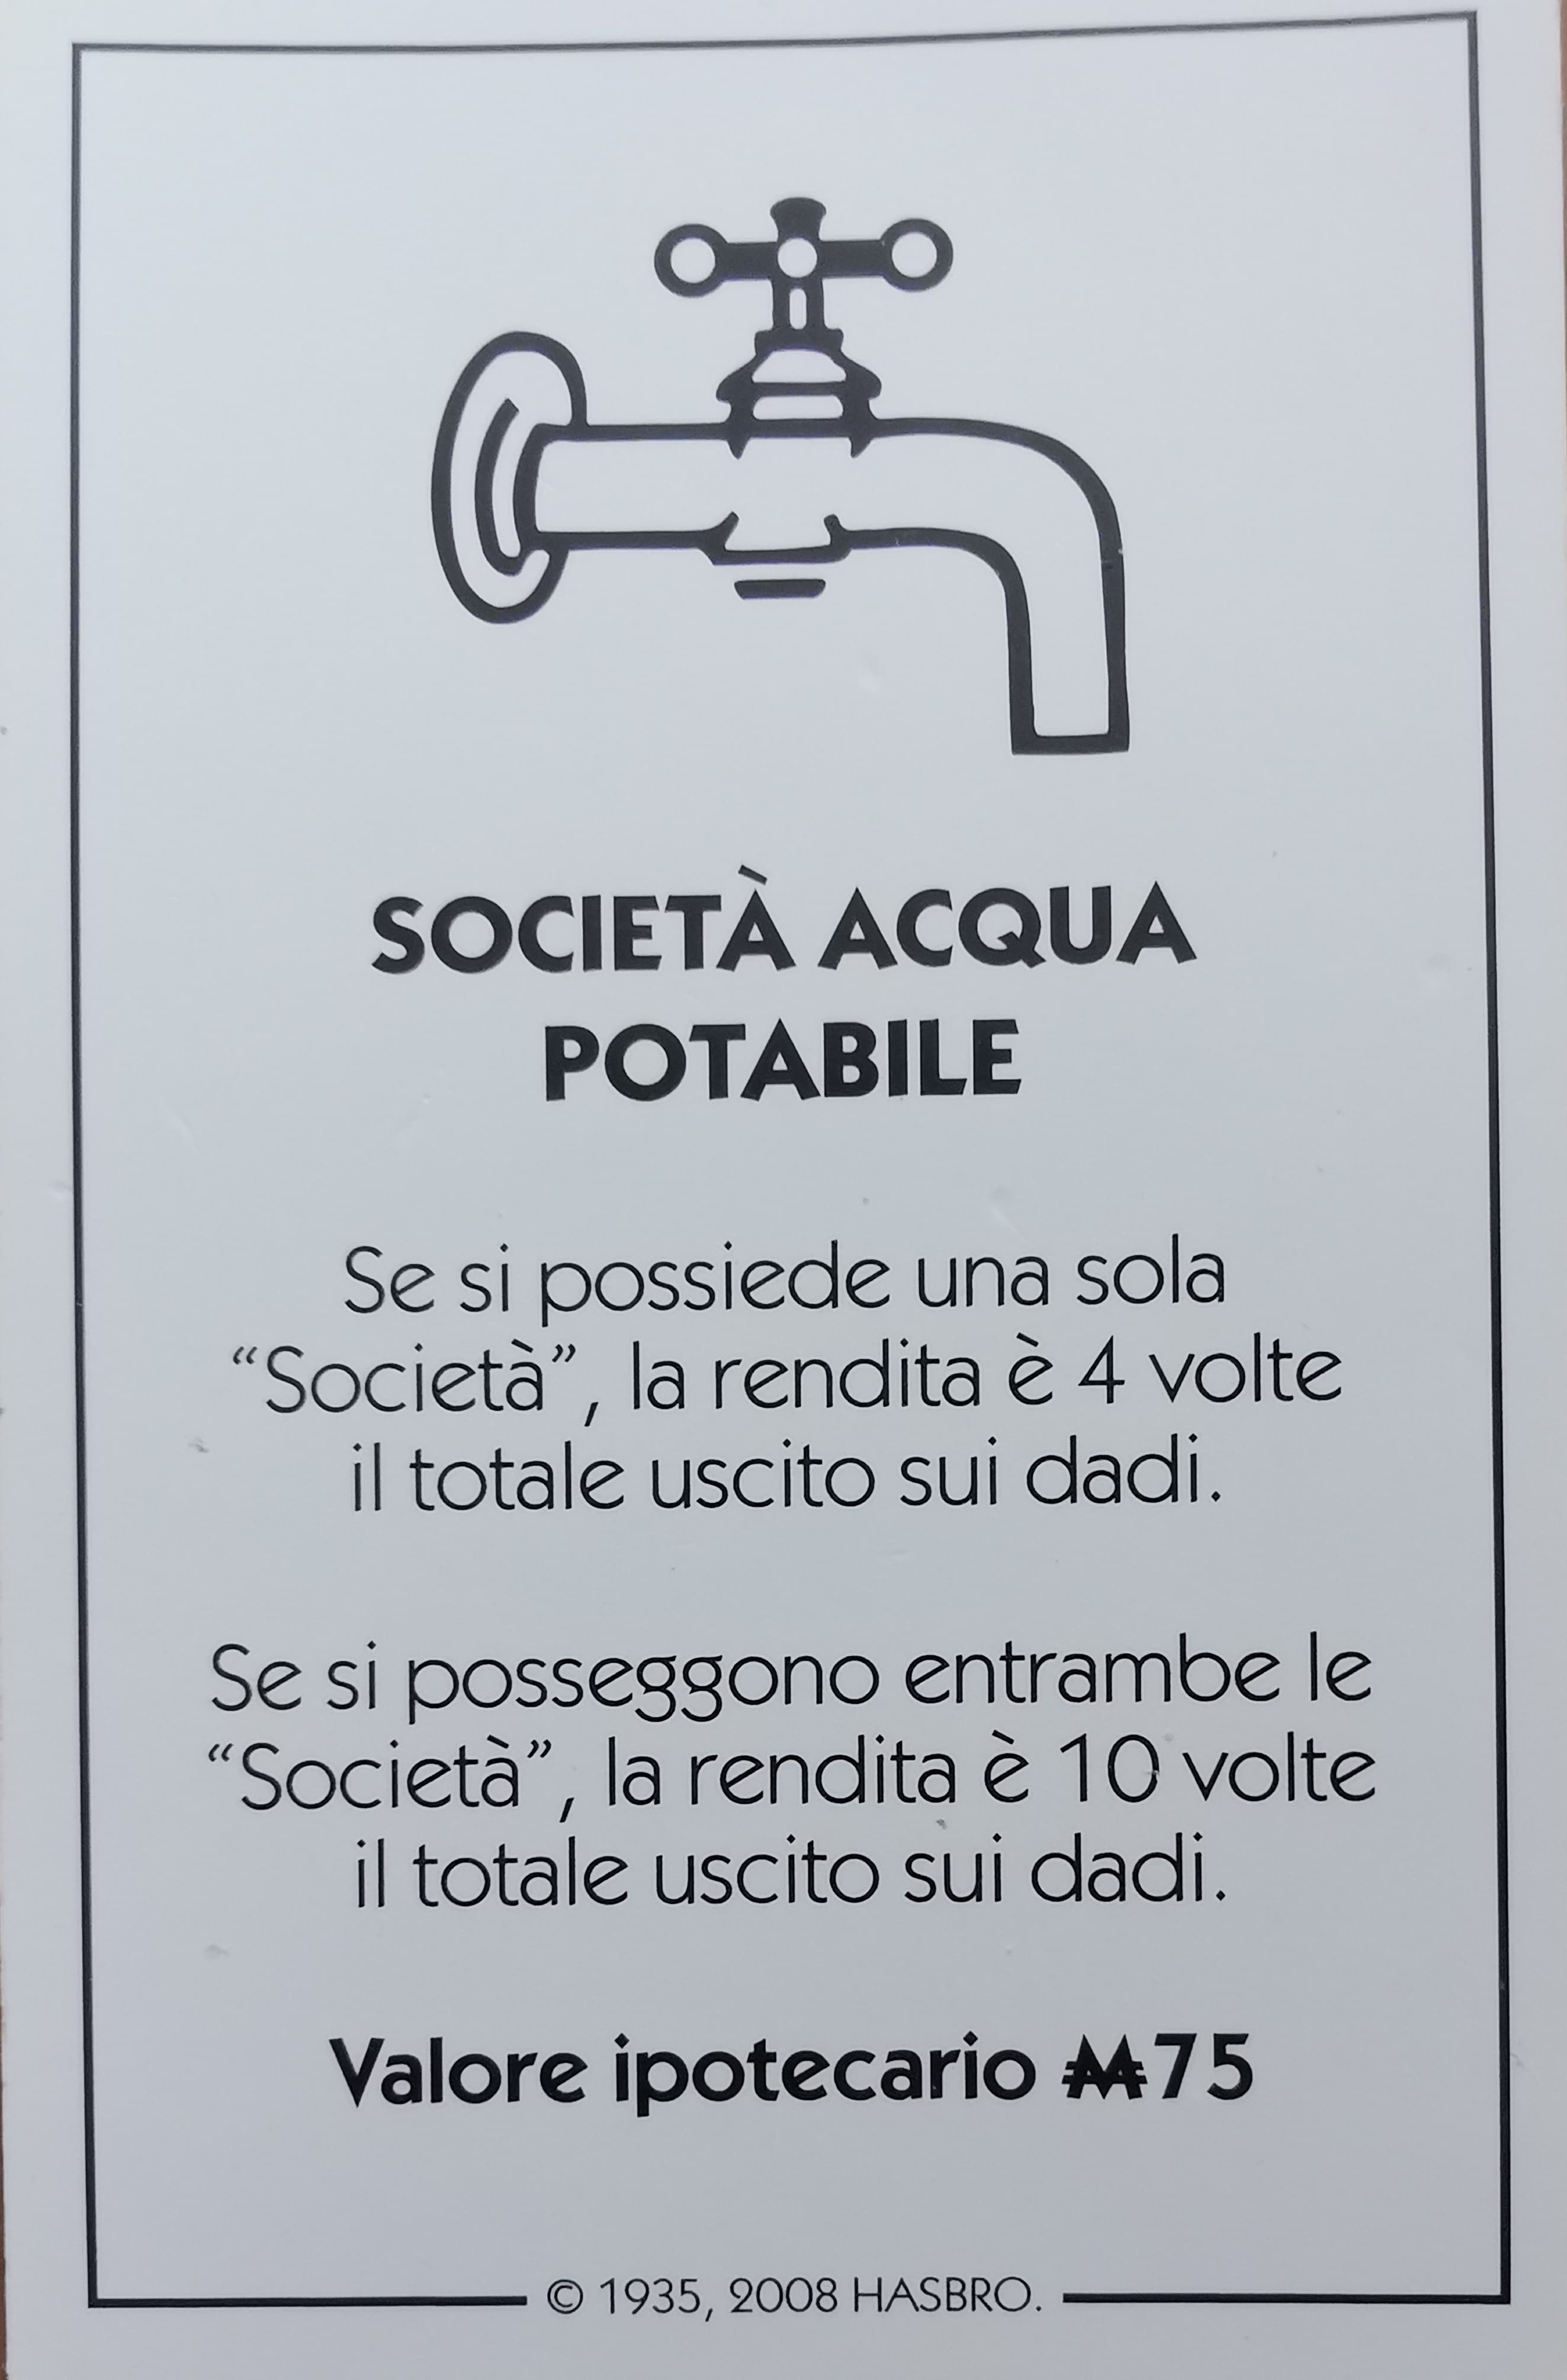 SOCIETÀ ACQUA
POTABILE
Se si possiede una sola
“Società”, la rendita è 4 volte
il totale uscito sui dadi.
Se si posseggono entrambe le
“Società”, la rendita è 10 volte
il totale uscito sui dadi.
Valore ipotecario M75
© 1935, 2008 HASBRO.